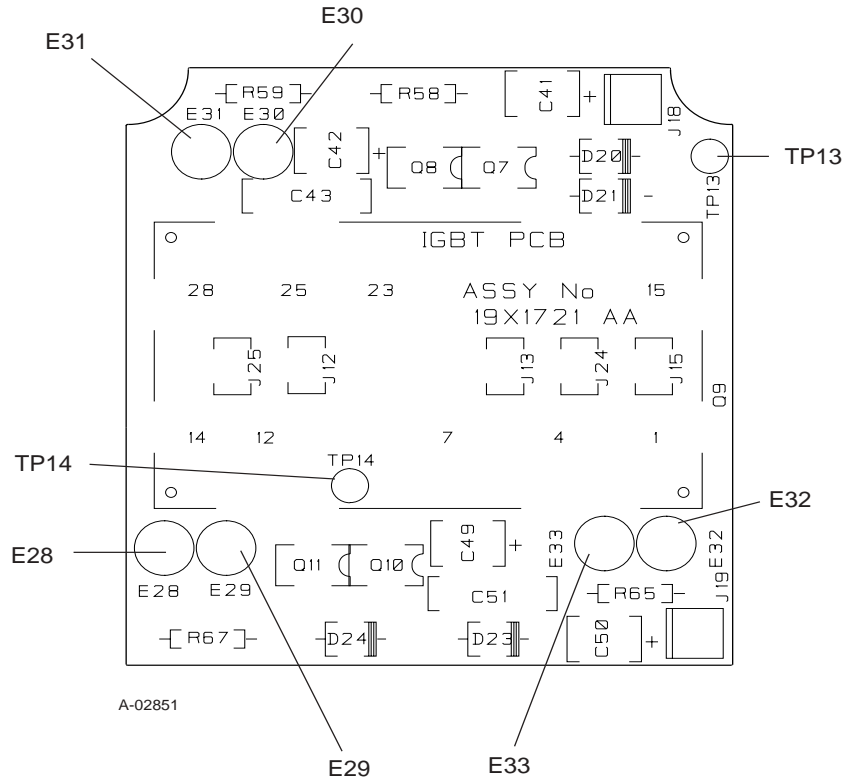 E30
E31
R59
R58
C41
J18
E31
E30
C42
Q8
Q7
D20
TP13
TP13
C43
D21
IGBT PCB
28
25
23
ASSY No
15
19X1721 AA
J25
J12
J13
J24
J15
Q9
14
12
7
4
1
TP14
TP14
E32
E28
Q11
Q10
C49
E33
E32
E28
E29
C51
R65
J19
R67
D24
D23
C50
A-02851
E29
E33